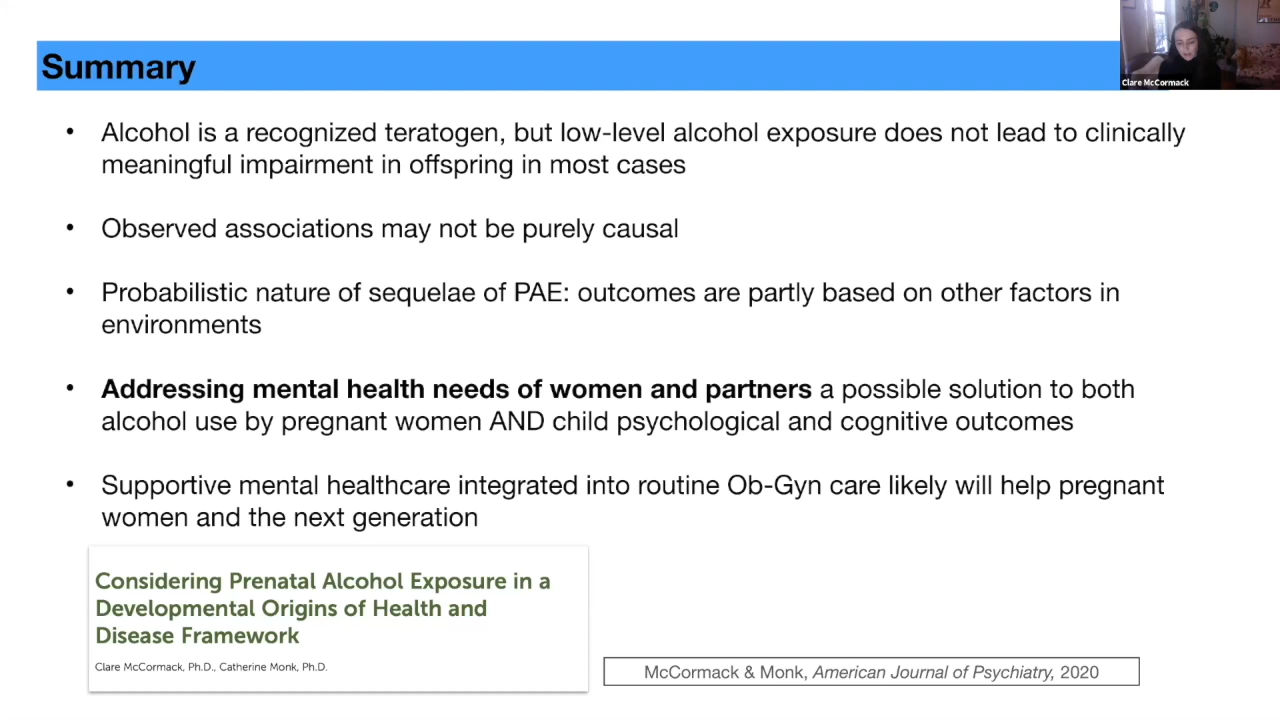 Summary
Clare McCormack
• Alcohol is a recognized teratogen, but low-level alcohol exposure does not lead to clinically
meaningful impairment in offspring in most cases
• Observed associations may not be purely causal
• Probabilistic nature of sequelae of PAE: outcomes are partly based on other factors in
environments
• Addressing mental health needs of women and partners a possible solution to both
alcohol use by pregnant women AND child psychological and cognitive outcomes
• Supportive mental healthcare integrated into routine Ob-Gyn care likely will help pregnant
women and the next generation
Considering Prenatal Alcohol Exposure in a
Developmental Origins of Health and
Disease Framework
Clare McCormack, Ph.D., Catherine Monk, Ph.D.
McCormack & Monk, American Journal of Psychiatry, 2020